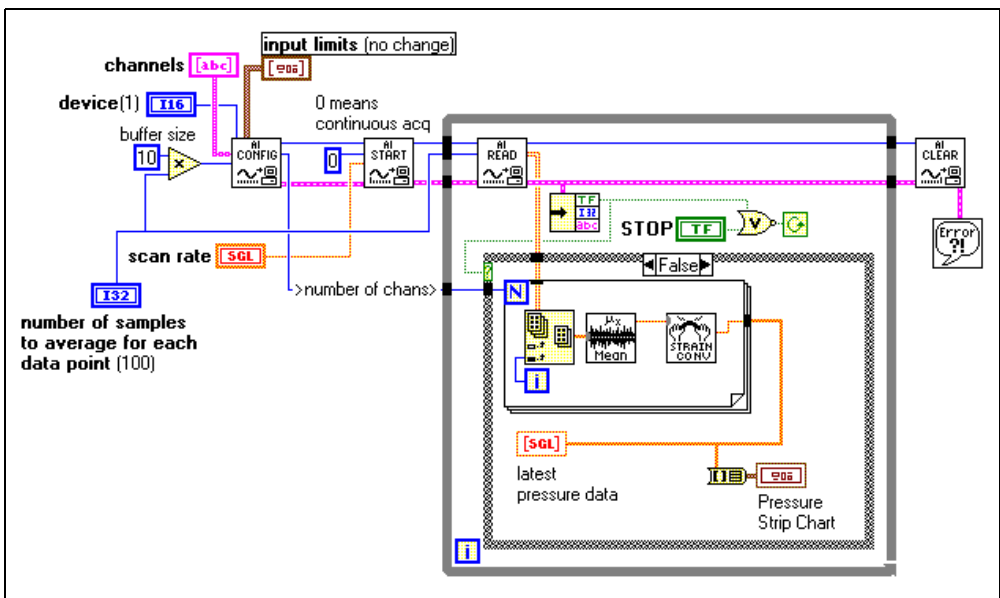 input limits (no change)
channels
[abc]
device(1)
I16
0 means
continuous acq
buffer size
10
x
AI
CONFIG
0
AI
START
AI
READ
AI
CLEAR
TF
I32
abc
STOP
TF
V
Error
?!
scan rate
SGL
?
False
>number of chans>
N
I32
number of samples
to average for each
data point (100)
μx
Mean
STRAIN
CONV
i
[SGL]
latest
pressure data
Pressure
Strip Chart
i